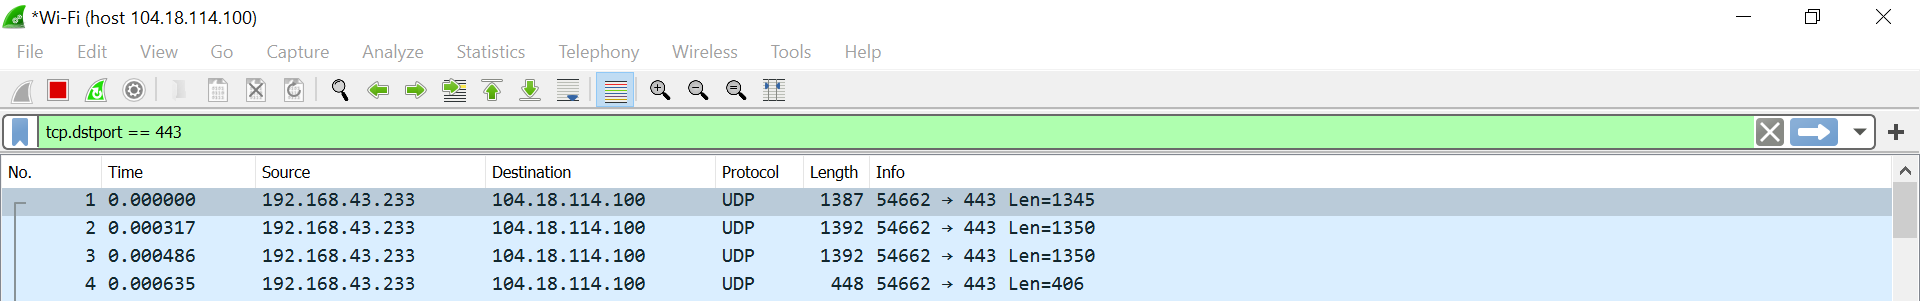 *Wi-Fi (host 104.18.114.100)
File Edit View Go Capture Analyze Statistics Telephony Wireless Tools Help
tcp.dstport == 443
No. Time Source Destination Protocol Length Info
1 0.000000 192.168.43.233 104.18.114.100 UDP 1387 54662 → 443 Len=1345
2 0.000317 192.168.43.233 104.18.114.100 UDP 1392 54662 → 443 Len=1350
3 0.000486 192.168.43.233 104.18.114.100 UDP 1392 54662 → 443 Len=1350
4 0.000635 192.168.43.233 104.18.114.100 UDP 448 54662 → 443 Len=406